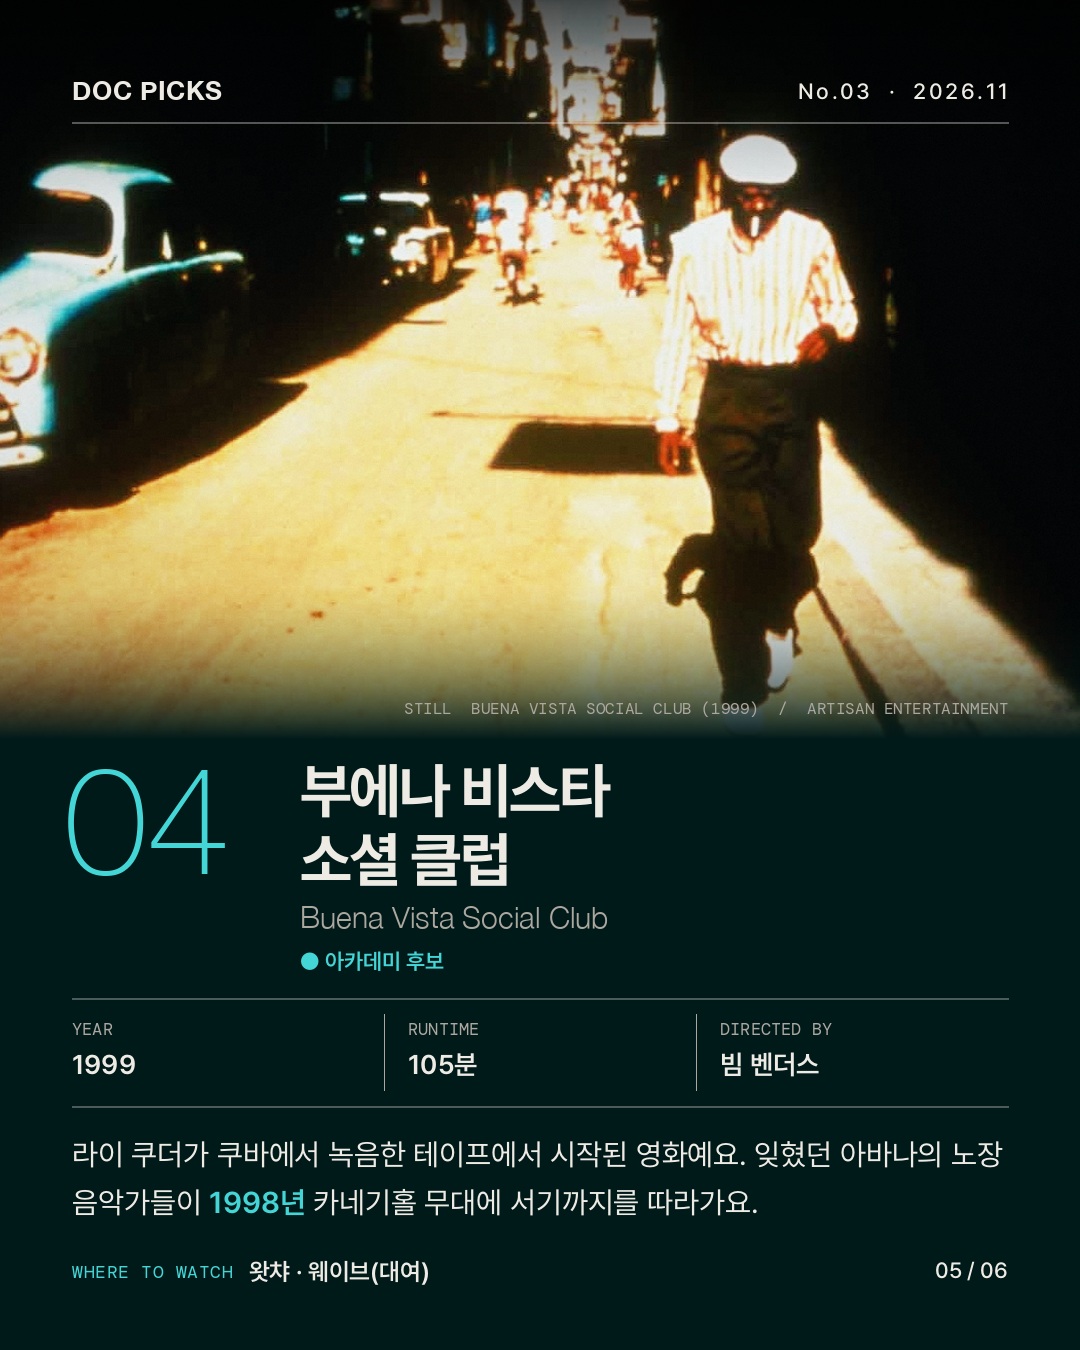 DOC PICKS
No.03 · 2026.11
STILL BUENA VISTA SOCIAL CLUB (1999) / ARTISAN ENTERTAINMENT
04
부에나 비스타
소셜 클럽
Buena Vista Social Club
● 아카데미 후보
YEAR
1999
RUNTIME
105분
DIRECTED BY
빔 벤더스
라이 쿠더가 쿠바에서 녹음한 테이프에서 시작된 영화예요. 잊혔던 아바나의 노장
음악가들이 1998년 카네기홀 무대에 서기까지를 따라가요.
WHERE TO WATCH 왓챠 · 웨이브(대여)
05 / 06